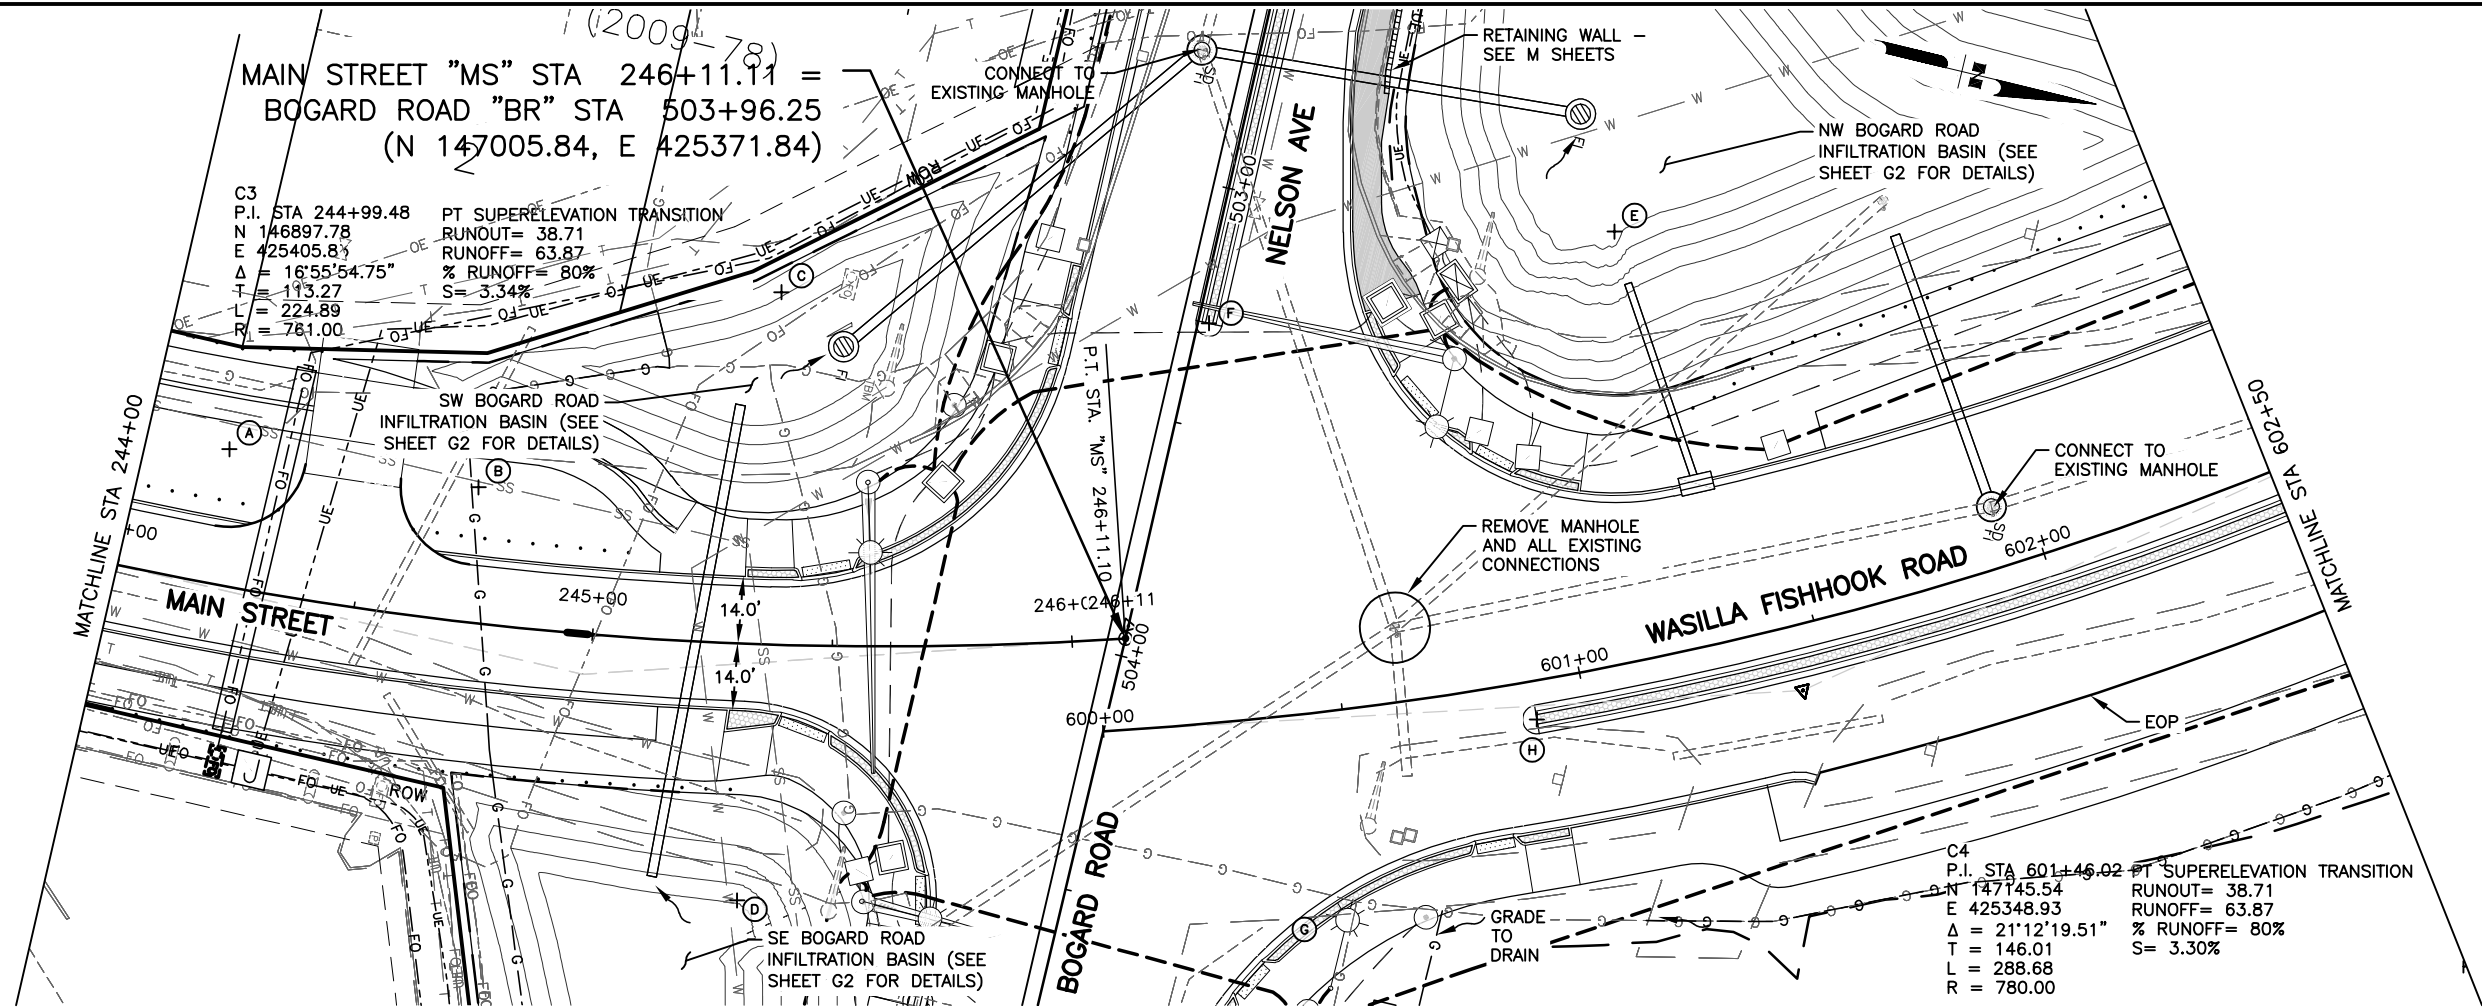 (2009-78)
MAIN STREET "MS" STA 246+11.11 =
BOGARD ROAD "BR" STA 503+96.25
(N 147005.84, E 425371.84)
C3
P.I. STA 244+99.48
N 146897.78
E 425405.8
Δ = 16°55'54.75"
T = 113.27
L = 224.89
R = 761.00
PT SUPERELEVATION TRANSITION
RUNOUT= 38.71
RUNOFF= 63.87
% RUNOFF= 80%
S= 3.34%
CONNECT TO
EXISTING MANHOLE
RETAINING WALL –
SEE M SHEETS
N
NW BOGARD ROAD
INFILTRATION BASIN (SEE
SHEET G2 FOR DETAILS)
503+00
NELSON AVE
SW BOGARD ROAD
INFILTRATION BASIN (SEE
SHEET G2 FOR DETAILS)
A
B
C
D
E
F
G
H
MATCHLINE STA 244+00
+00
MAIN STREET
245+00
14.0'
14.0'
P.T. STA. "MS" 246+11.10
246+11
504+00
600+00
601+00
602+00
WASILLA FISHHOOK ROAD
REMOVE MANHOLE
AND ALL EXISTING
CONNECTIONS
CONNECT TO
EXISTING MANHOLE
MATCHLINE STA 602+50
EOP
ROW
J
BOGARD ROAD
SE BOGARD ROAD
INFILTRATION BASIN (SEE
SHEET G2 FOR DETAILS)
GRADE
TO
DRAIN
C4
P.I. STA 601+46.02
N 147145.54
E 425348.93
Δ = 21°12'19.51"
T = 146.01
L = 288.68
R = 780.00
PT SUPERELEVATION TRANSITION
RUNOUT= 38.71
RUNOFF= 63.87
% RUNOFF= 80%
S= 3.30%